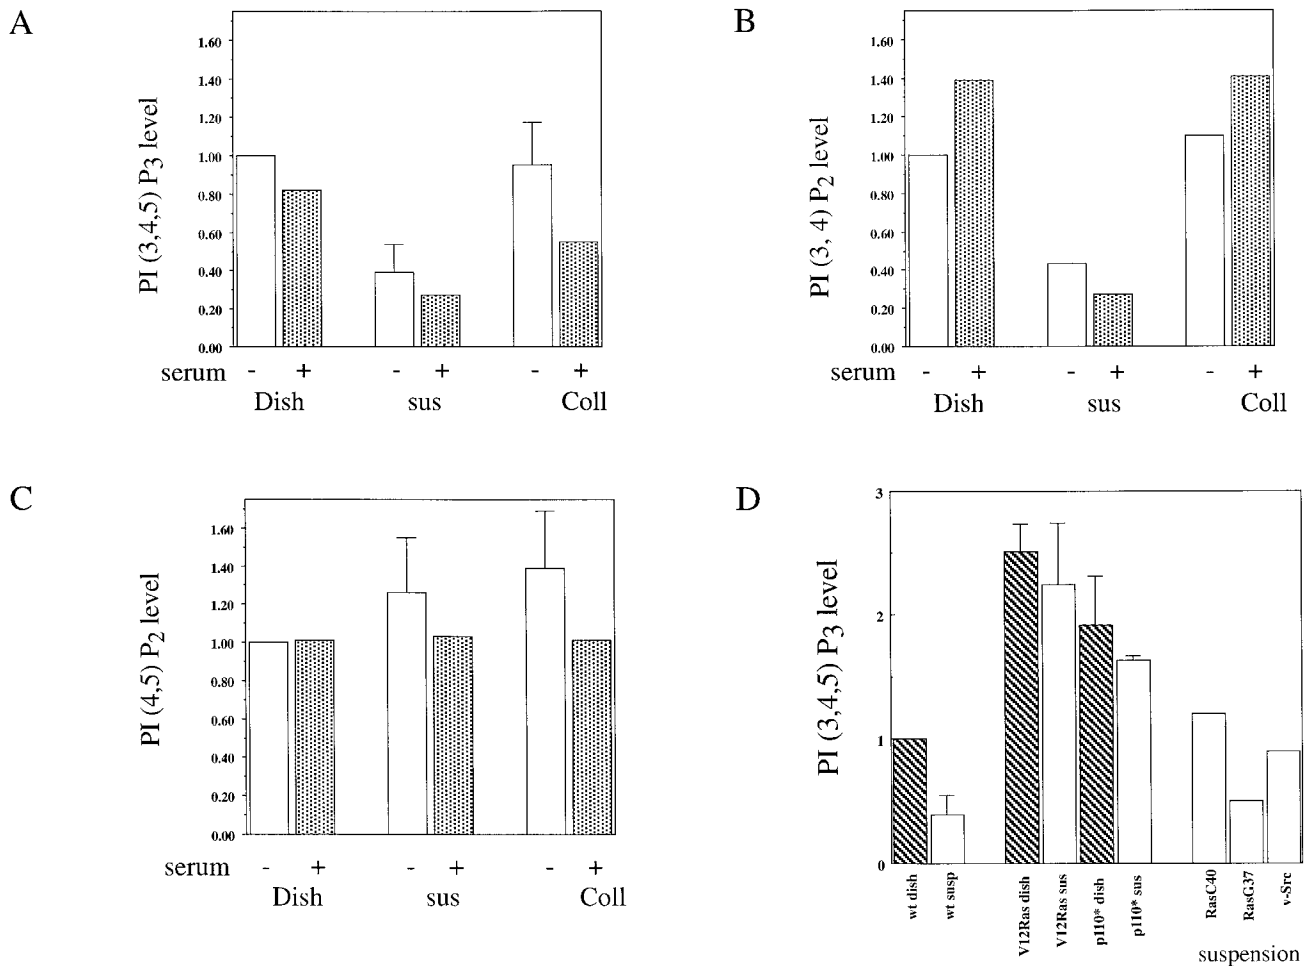 A
PI (3,4,5) P3 level
1.60
1.40
1.20
1.00
0.80
0.60
0.40
0.20
0.00
serum - + - + - +
Dish sus Coll
B
PI (3, 4) P2 level
1.60
1.40
1.20
1.00
0.80
0.60
0.40
0.20
0.00
serum - + - + - +
Dish sus Coll
C
PI (4,5) P2 level
1.60
1.40
1.20
1.00
0.80
0.60
0.40
0.20
0.00
serum - + - + - +
Dish sus Coll
D
PI (3,4,5) P3 level
3
2
1
0
wt dish
wt susp
V12Ras dish
V12Ras sus
p110* dish
p110* sus
RasC40
RasG37
v-Src
suspension